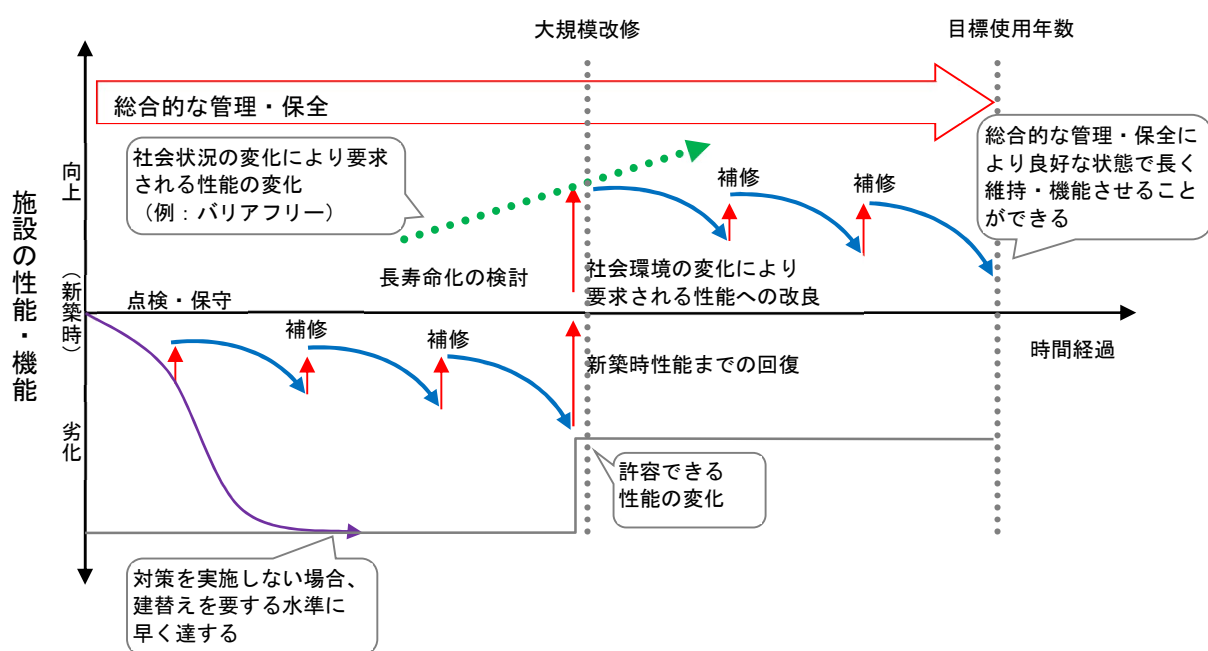 大規模改修
目標使用年数
総合的な管理・保全
社会状況の変化により要求
される性能の変化
（例：バリアフリー）
総合的な管理・保全に
より良好な状態で長く
維持・機能させること
ができる
補修
補修
向上
施設の性能・機能
（新築時）
劣化
長寿命化の検討
社会環境の変化により
要求される性能への改良
点検・保守
補修
補修
時間経過
新築時性能までの回復
許容できる
性能の変化
対策を実施しない場合、
建替えを要する水準に
早く達する